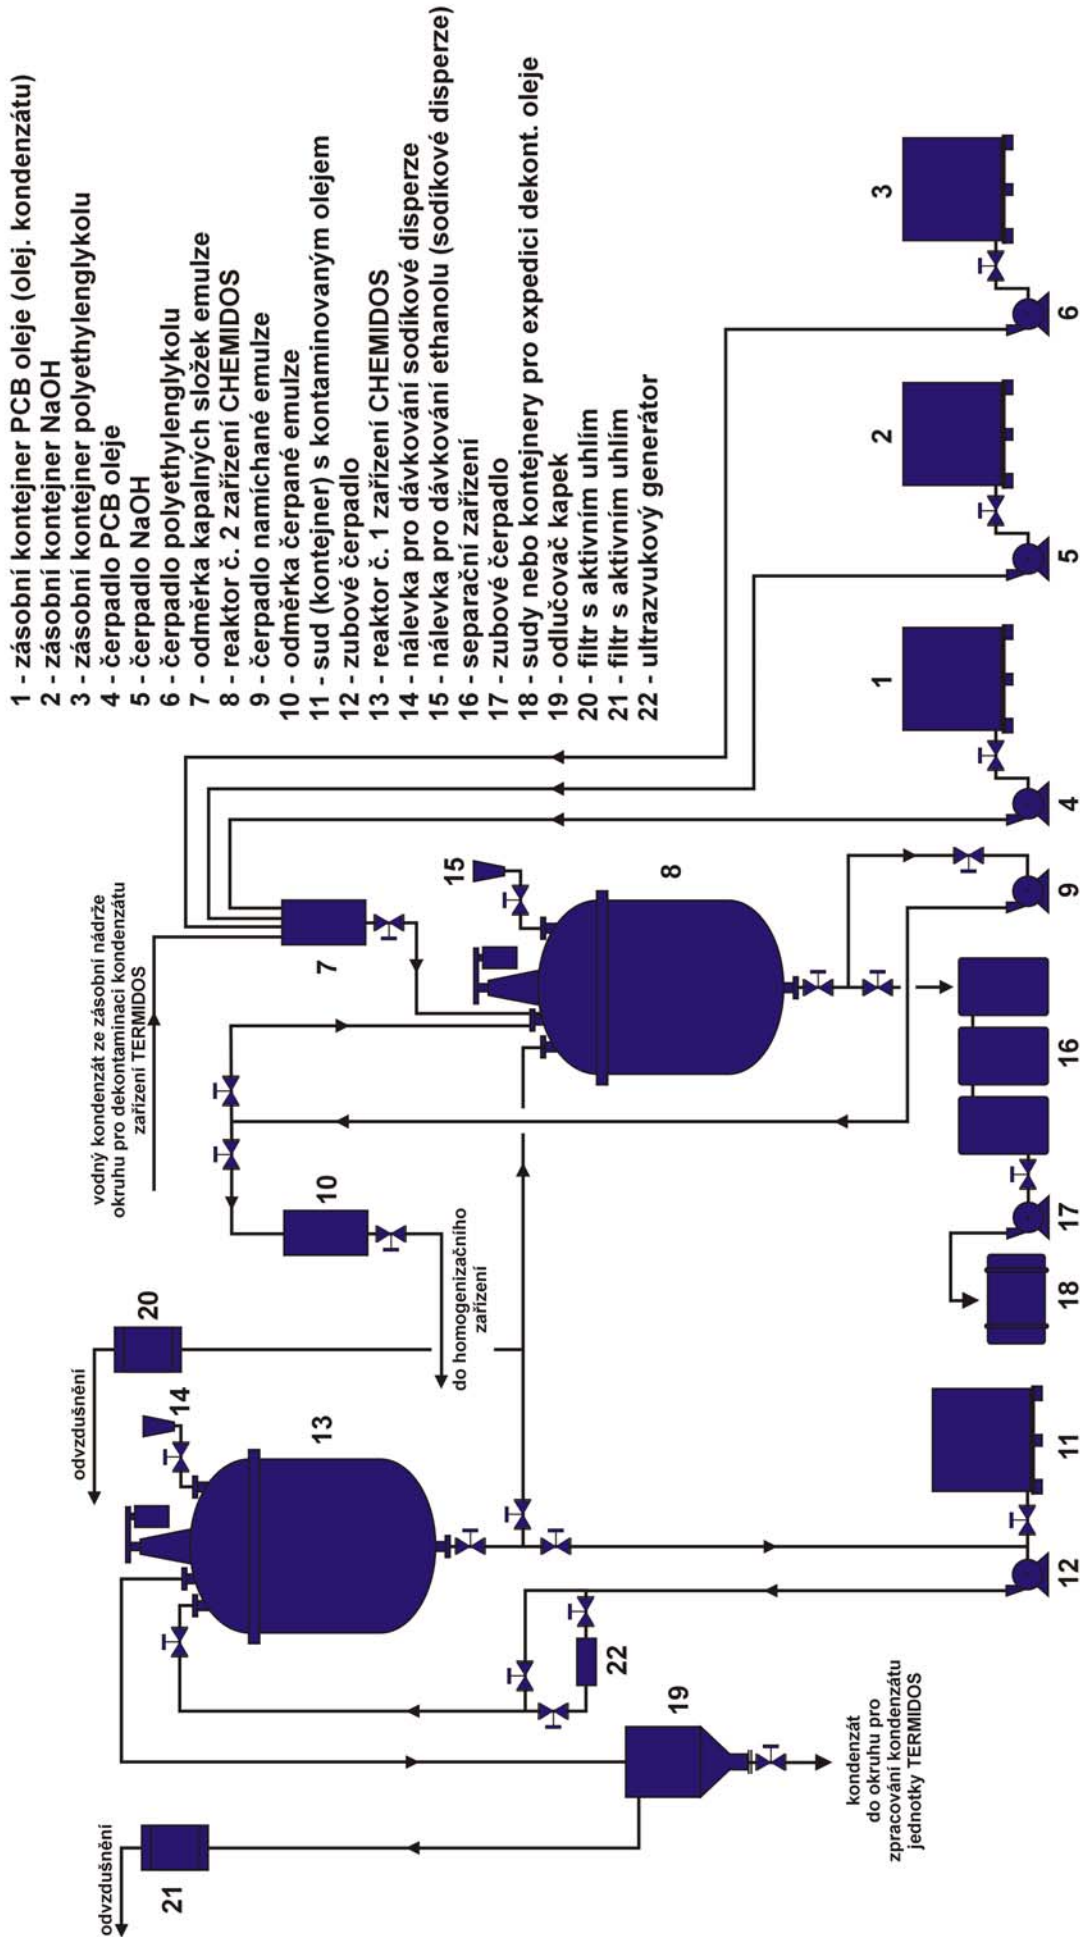 1 - zásobní kontejner PCB oleje (olej. kondenzátu)
2 - zásobní kontejner NaOH
3 - zásobní kontejner polyethylenglykolu
4 - čerpadlo PCB oleje
5 - čerpadlo NaOH
6 - čerpadlo polyethylenglykolu
7 - odměrka kapalných složek emulze
8 - reaktor č. 2 zařízení CHEMIDOS
9 - čerpadlo namíchané emulze
10 - odměrka čerpané emulze
11 - sud (kontejner) s kontaminovaným olejem
12 - zubové čerpadlo
13 - reaktor č. 1 zařízení CHEMIDOS
14 - nálevka pro dávkování sodíkové disperze
15 - nálevka pro dávkování ethanolu (sodíkové disperze)
16 - separační zařízení
17 - zubové čerpadlo
18 - sudy nebo kontejnery pro expedici dekont. oleje
19 - odlučovač kapek
20 - filtr s aktivním uhlím
21 - filtr s aktivním uhlím
22 - ultrazvukový generátor
vodný kondenzát ze zásobní nádrže
okruhu pro dekontaminaci kondenzátu
zařízení TERMIDOS
odvzdušnění
odvzdušnění
21
20
14
13
10
7
15
8
do homogenizačního
zařízení
19
22
kondenzát
do okruhu pro
zpracování kondenzátu
jednotky TERMIDOS
1
2
3
12
11
18
17
16
9
4
5
6